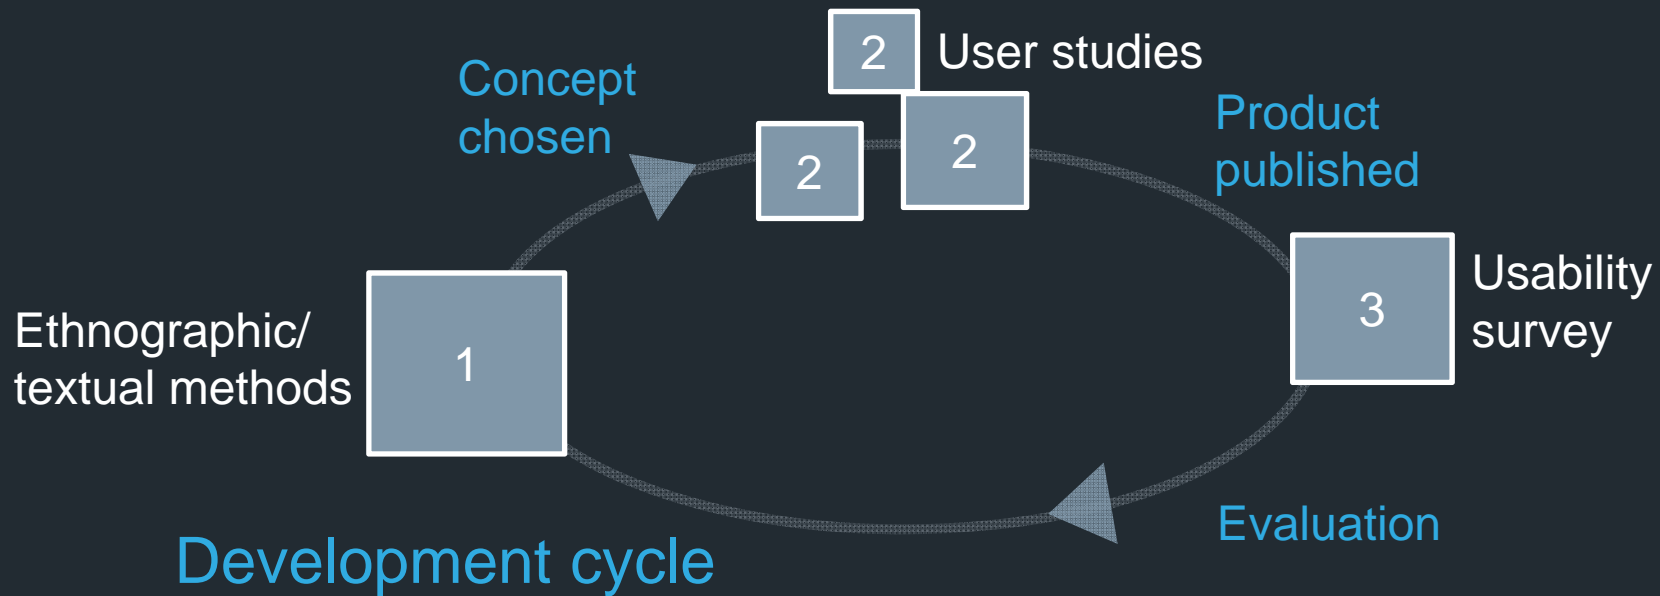 2 User studies
Concept
chosen
2
2
Product
published
Ethnographic/
textual methods
1
3
Usability
survey
Evaluation
Development cycle